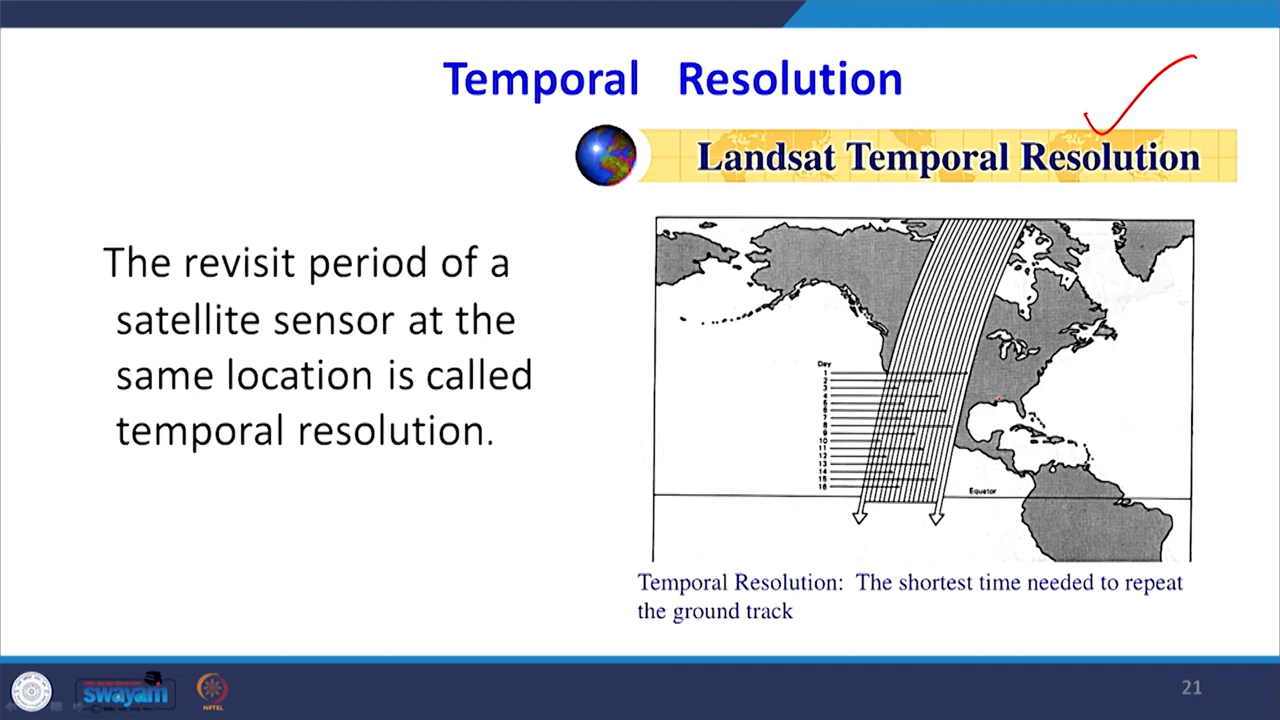 Temporal Resolution
Landsat Temporal Resolution
The revisit period of a
satellite sensor at the
same location is called
temporal resolution.
Day
1
2
3
4
5
6
7
8
9
10
11
12
13
14
15
16
Equator
Temporal Resolution: The shortest time needed to repeat
the ground track
swayam
NPTEL
21